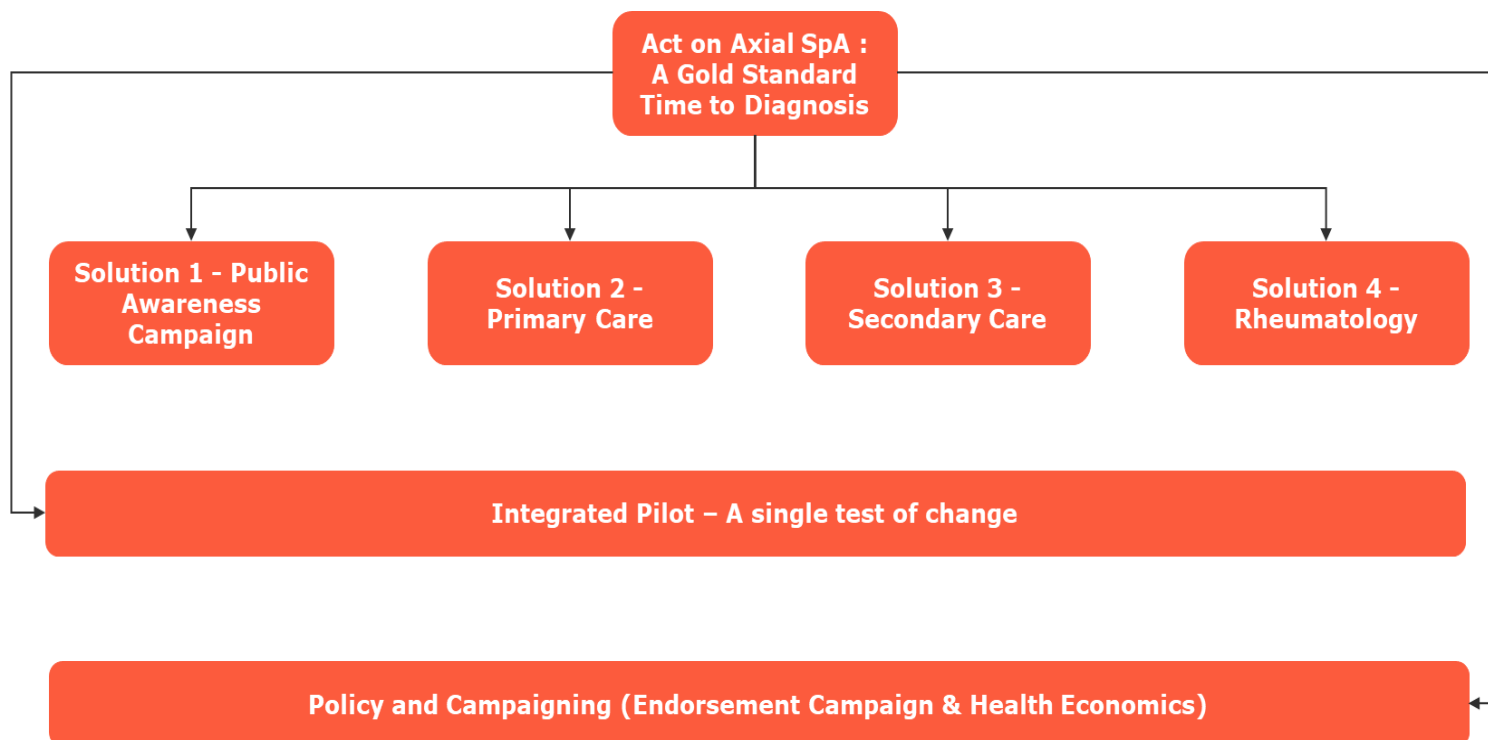 Act on Axial SpA :
A Gold Standard
Time to Diagnosis
Solution 1 - Public
Awareness
Campaign
Solution 2 -
Primary Care
Solution 3 -
Secondary Care
Solution 4 -
Rheumatology
Integrated Pilot – A single test of change
Policy and Campaigning (Endorsement Campaign & Health Economics)